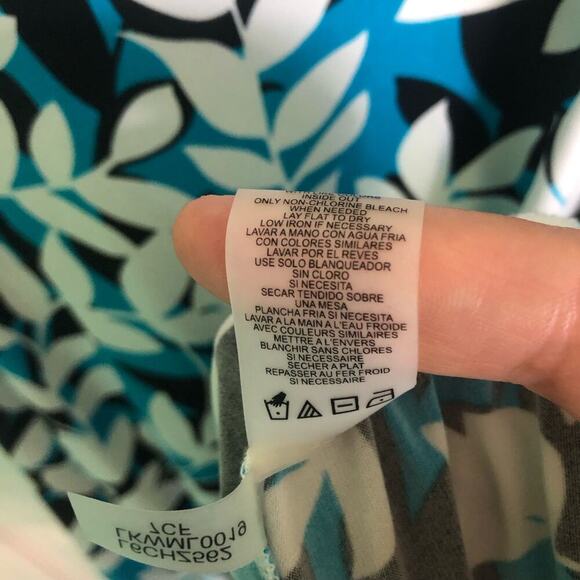 INSIDE OUT
ONLY NON-CHLORINE BLEACH
WHEN NEEDED
LAY FLAT TO DRY
LOW IRON IF NECESSARY
LAVAR A MANO CON AGUA FRIA
CON COLORES SIMILARES
LAVAR POR EL REVES
USE SOLO BLANQUEADOR
SIN CLORO
SI NECESITA
SECAR TENDIDO SOBRE
UNA MESA
PLANCHA FRIA SI NECESITA
LAVAR A LA MAIN A L'EAU FROIDE
AVEC COULEURS SIMILAIRES
METTRE A L'ENVERS
BLANCHIR SANS CHLORES
SI NECESSAIRE
SECHER A PLAT
REPASSER AU FER FROID
SI NECESSAIRE
L6CHZ562
LKWML0019
7CF